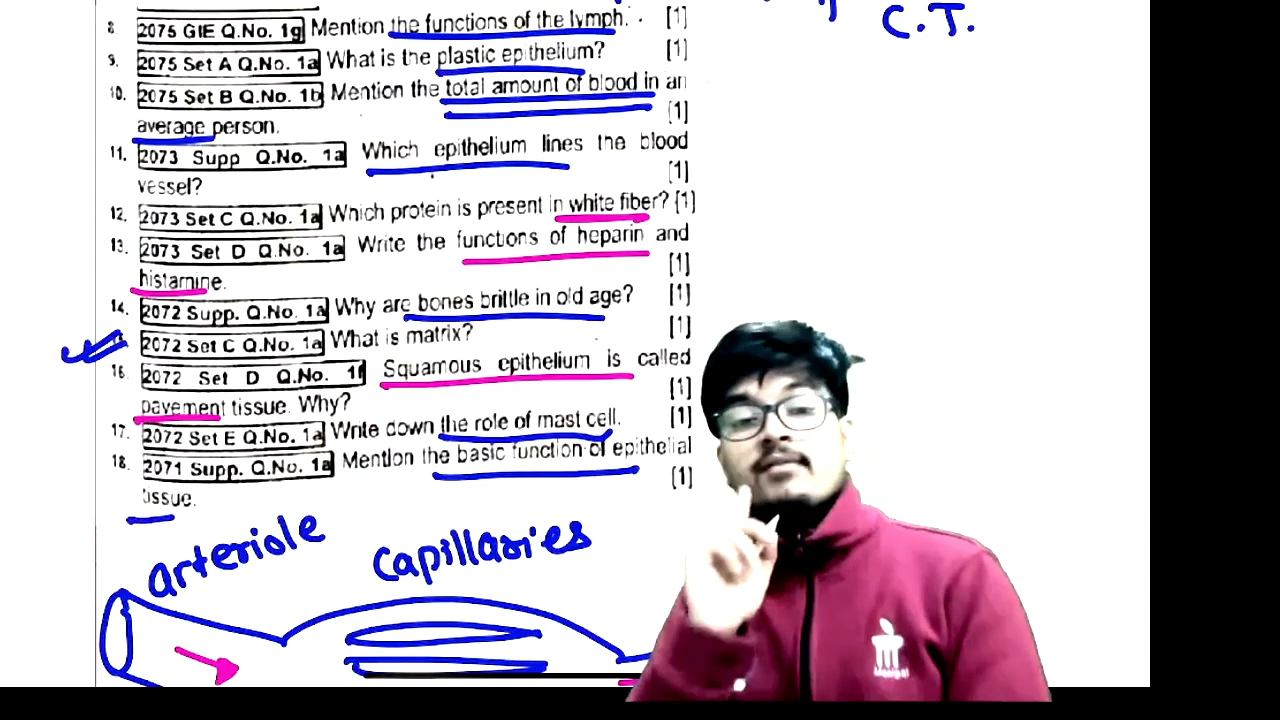 C.T.
8 2075 GIE Q.No. 1g Mention the functions of the lymph. [1]
9. 2075 Set A Q.No. 1a What is the plastic epithelium? [1]
10. 2075 Set B Q.No. 1b Mention the total amount of blood in an
average person. [1]
11. 2073 Supp Q.No. 1a Which epithelium lines the blood
vessel? [1]
12. 2073 Set C Q.No. 1a Which protein is present in white fiber? [1]
13. 2073 Set D Q.No. 1a Write the functions of heparin and
histamine. [1]
14. 2072 Supp. Q.No. 1a Why are bones brittle in old age? [1]
2072 Set C Q.No. 1a What is matrix? [1]
16. 2072 Set D Q.No. 1f Squamous epithelium is called
pavement tissue. Why? [1]
17. 2072 Set E Q.No. 1a Write down the role of mast cell. [1]
18. 2071 Supp. Q.No. 1a Mention the basic function of epithelial
tissue. [1]
arteriole
Capillaries